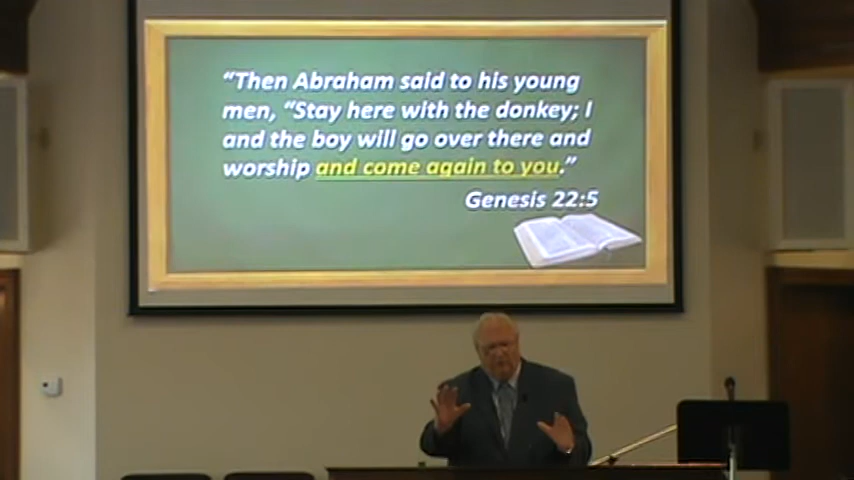 “Then Abraham said to his young
men, “Stay here with the donkey; I
and the boy will go over there and
worship and come again to you.”
Genesis 22:5